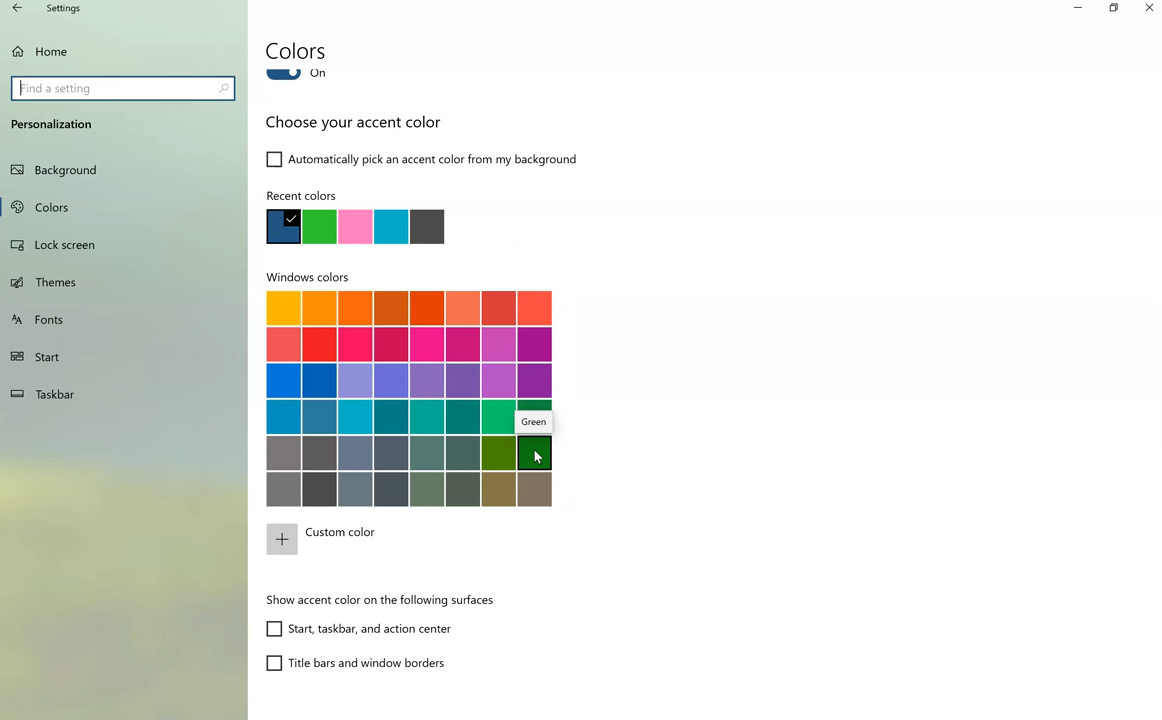 Settings
Home
Find a setting
Personalization
Background
Colors
Lock screen
Themes
Fonts
Start
Taskbar
Colors
On
Choose your accent color
Automatically pick an accent color from my background
Recent colors
Windows colors
Green
Custom color
Show accent color on the following surfaces
Start, taskbar, and action center
Title bars and window borders